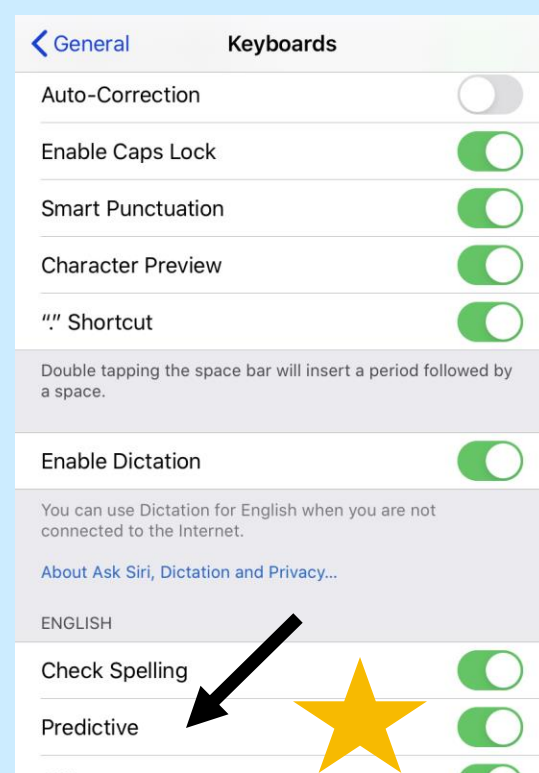 General Keyboards
Auto-Correction
Enable Caps Lock
Smart Punctuation
Character Preview
“.” Shortcut
Double tapping the space bar will insert a period followed by
a space.
Enable Dictation
You can use Dictation for English when you are not
connected to the Internet.
About Ask Siri, Dictation and Privacy...
ENGLISH
Check Spelling
Predictive